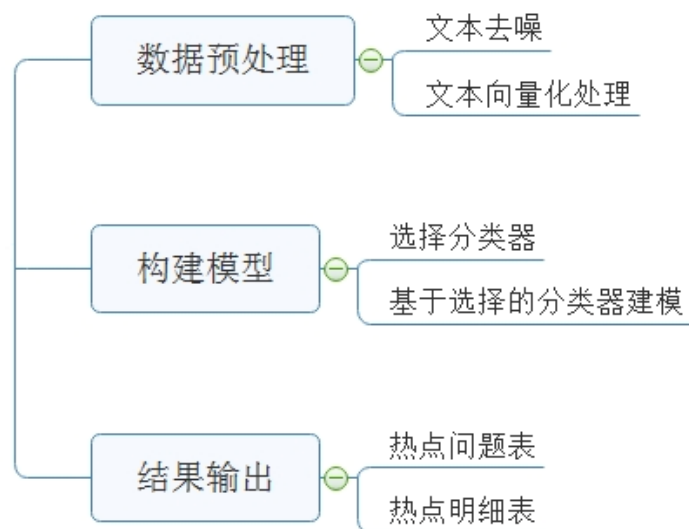 数据预处理
文本去噪
文本向量化处理
构建模型
选择分类器
基于选择的分类器建模
结果输出
热点问题表
热点明细表